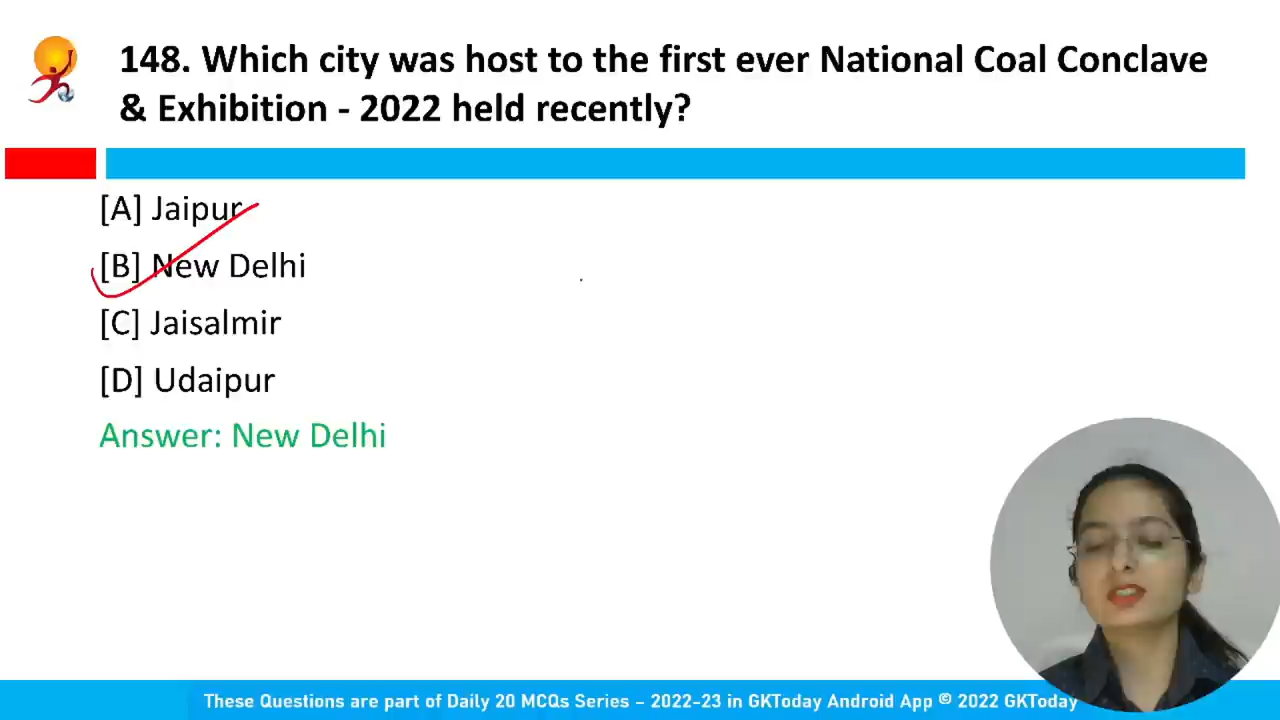 148. Which city was host to the first ever National Coal Conclave
& Exhibition - 2022 held recently?
[A] Jaipur
[B] New Delhi
[C] Jaisalmir
[D] Udaipur
Answer: New Delhi
These Questions are part of Daily 20 MCQs Series – 2022-23 in GKToday Android App © 2022 GKToday